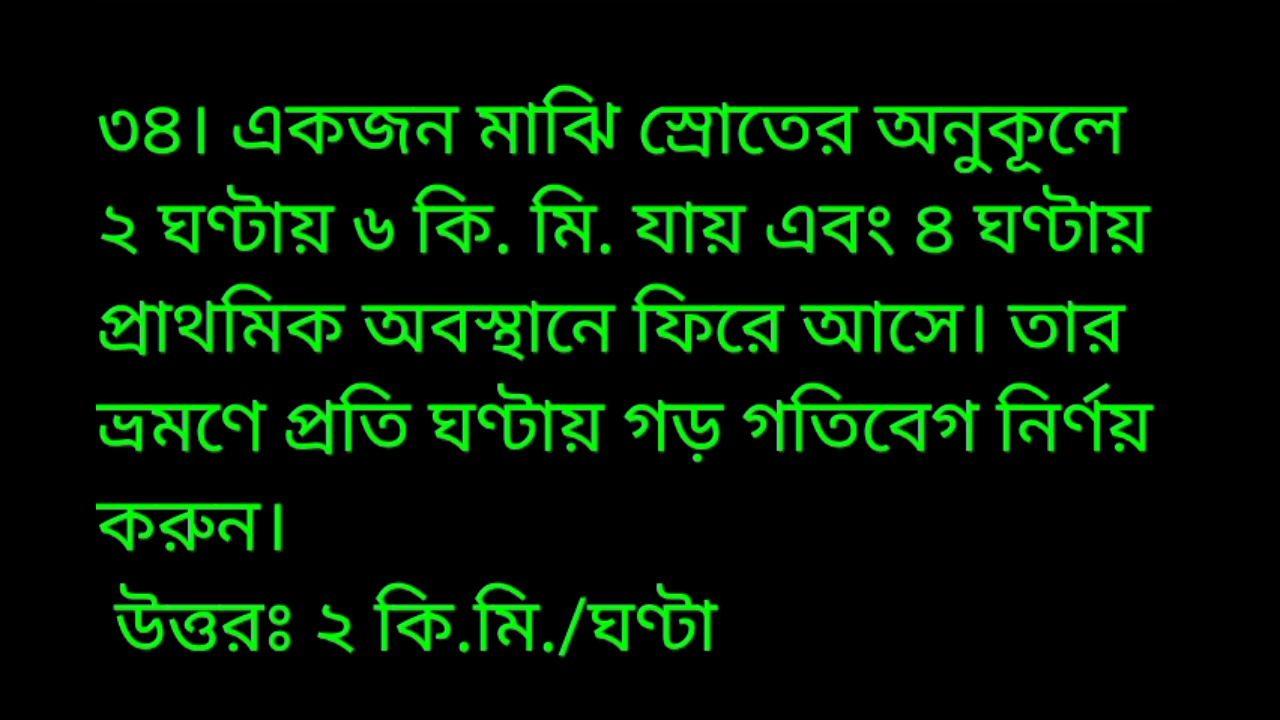 ৩৪। একজন মাঝি স্রোতের অনুকূলে
২ ঘণ্টায় ৬ কি. মি. যায় এবং ৪ ঘণ্টায়
প্রাথমিক অবস্থানে ফিরে আসে। তার
ভ্রমণে প্রতি ঘণ্টায় গড় গতিবেগ নির্ণয়
করুন।
উত্তরঃ ২ কি.মি./ঘণ্টা